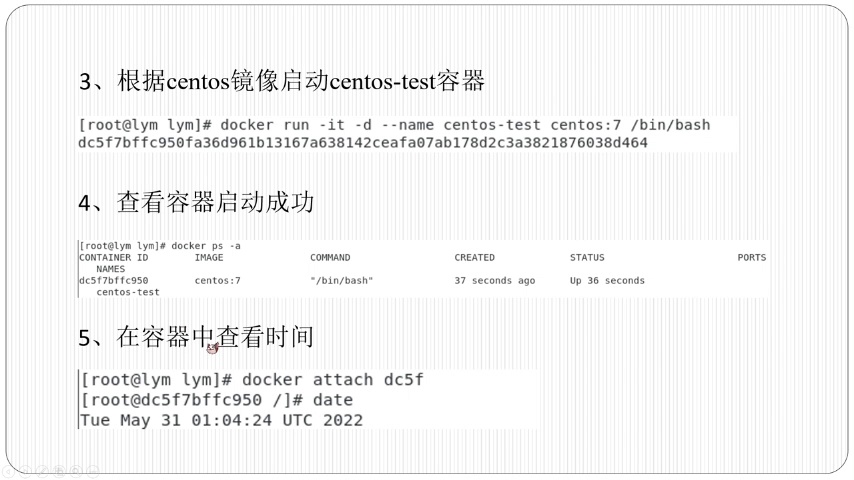 3、根据centos镜像启动centos-test容器
[root@lym lym]# docker run -it -d --name centos-test centos:7 /bin/bash
dc5f7bffc950fa36d961b13167a638142ceafa07ab178d2c3a3821876038d464
4、查看容器启动成功
[root@lym lym]# docker ps -a
CONTAINER ID IMAGE COMMAND CREATED STATUS PORTS
NAMES
dc5f7bffc950 centos:7 "/bin/bash" 37 seconds ago Up 36 seconds
centos-test
5、在容器中查看时间
[root@lym lym]# docker attach dc5f
[root@dc5f7bffc950 /]# date
Tue May 31 01:04:24 UTC 2022